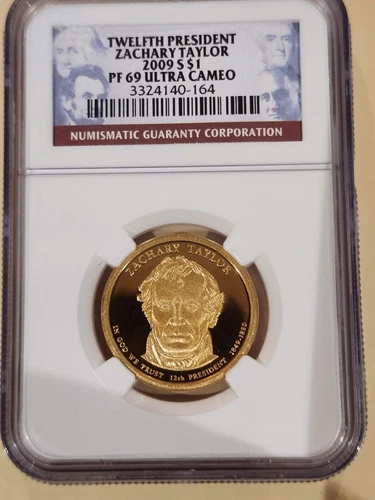 TWELFTH PRESIDENT
ZACHARY TAYLOR
2009 S $1
PF 69 ULTRA CAMEO
3324140-164
NUMISMATIC GUARANTY CORPORATION
ZACHARY TAYLOR
IN GOD WE TRUST 12th PRESIDENT 1849-1850